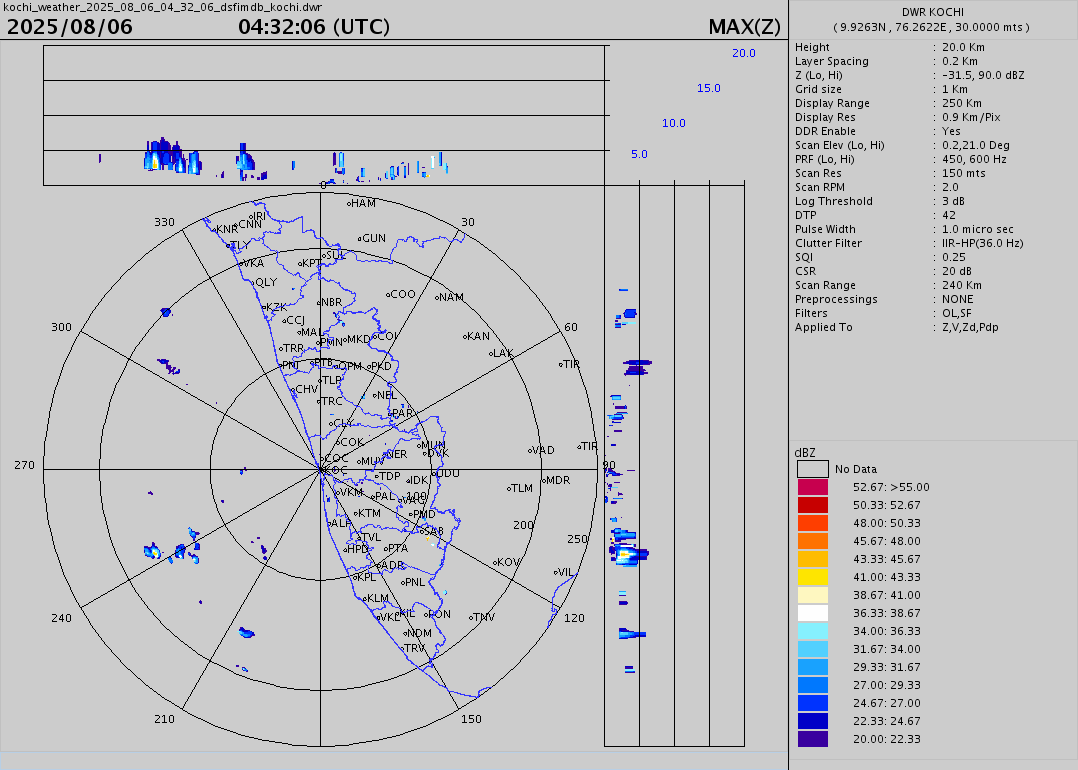 kochi_weather_2025_08_06_04_32_06_dsfimdb_kochi.dwr
2025/08/06 04:32:06 (UTC) MAX(Z)
20.0
15.0
10.0
5.0
DWR KOCHI
( 9.9263N , 76.2622E , 30.0000 mts )
Height : 20.0 Km
Layer Spacing : 0.2 Km
Z (Lo, Hi) : -31.5, 90.0 dBZ
Grid size : 1 Km
Display Range : 250 Km
Display Res : 0.9 Km/Pix
DDR Enable : Yes
Scan Elev (Lo, Hi) : 0.2,21.0 Deg
PRF (Lo, Hi) : 450, 600 Hz
Scan Res : 150 mts
Scan RPM : 2.0
Log Threshold : 3 dB
DTP : 42
Pulse Width : 1.0 micro sec
Clutter Filter : IIR-HP(36.0 Hz)
SQI : 0.25
CSR : 20 dB
Scan Range : 240 Km
Preprocessings : NONE
Filters : OL,SF
Applied To : Z,V,Zd,Pdp
0
330
30
300
60
270
90
240
120
210
150
100
200
250
HAM
IRI
CNN
KNR
TLY
GUN
SUL
VKA
KPT
QLY
COO
NAM
NBR
KZK
CCJ
MAL
PMN
MKD
COI
KAN
TRR
LAK
PNI
PTB
OPM
PKD
TIR
TLP
CHV
NEL
TRC
PAR
CLY
COK
MUN
TIR
COC
MUV
NER
DVK
VAD
KOC
TDP
IDK
UDU
MDR
VKM
PAL
VAG
TLM
KTM
PMD
ALP
SAB
TVL
HPD
PTA
KOV
ADR
VIL
KPL
PNL
KLM
VKL
KIL
PON
TNV
NDM
TRV
dBZ
No Data
52.67: >55.00
50.33: 52.67
48.00: 50.33
45.67: 48.00
43.33: 45.67
41.00: 43.33
38.67: 41.00
36.33: 38.67
34.00: 36.33
31.67: 34.00
29.33: 31.67
27.00: 29.33
24.67: 27.00
22.33: 24.67
20.00: 22.33